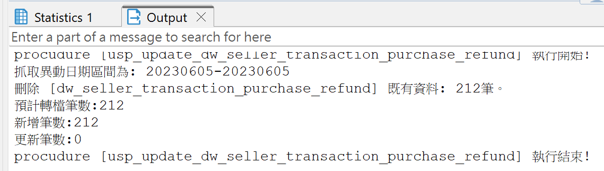 Statistics 1
Output
Enter a part of a message to search for here
procudure [usp_update_dw_seller_transaction_purchase_refund] 執行開始!
抓取異動日期區間為: 20230605-20230605
刪除 [dw_seller_transaction_purchase_refund] 既有資料: 212筆。
預計轉檔筆數:212
新增筆數:212
更新筆數:0
procudure [usp_update_dw_seller_transaction_purchase_refund] 執行結束!